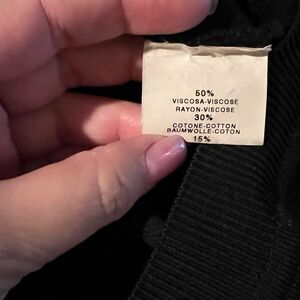 50%
VISCOSA-VISCOSE
RAYON-VISCOSE
30%
COTONE-COTTON
BAUMWOLLE-COTON
15%